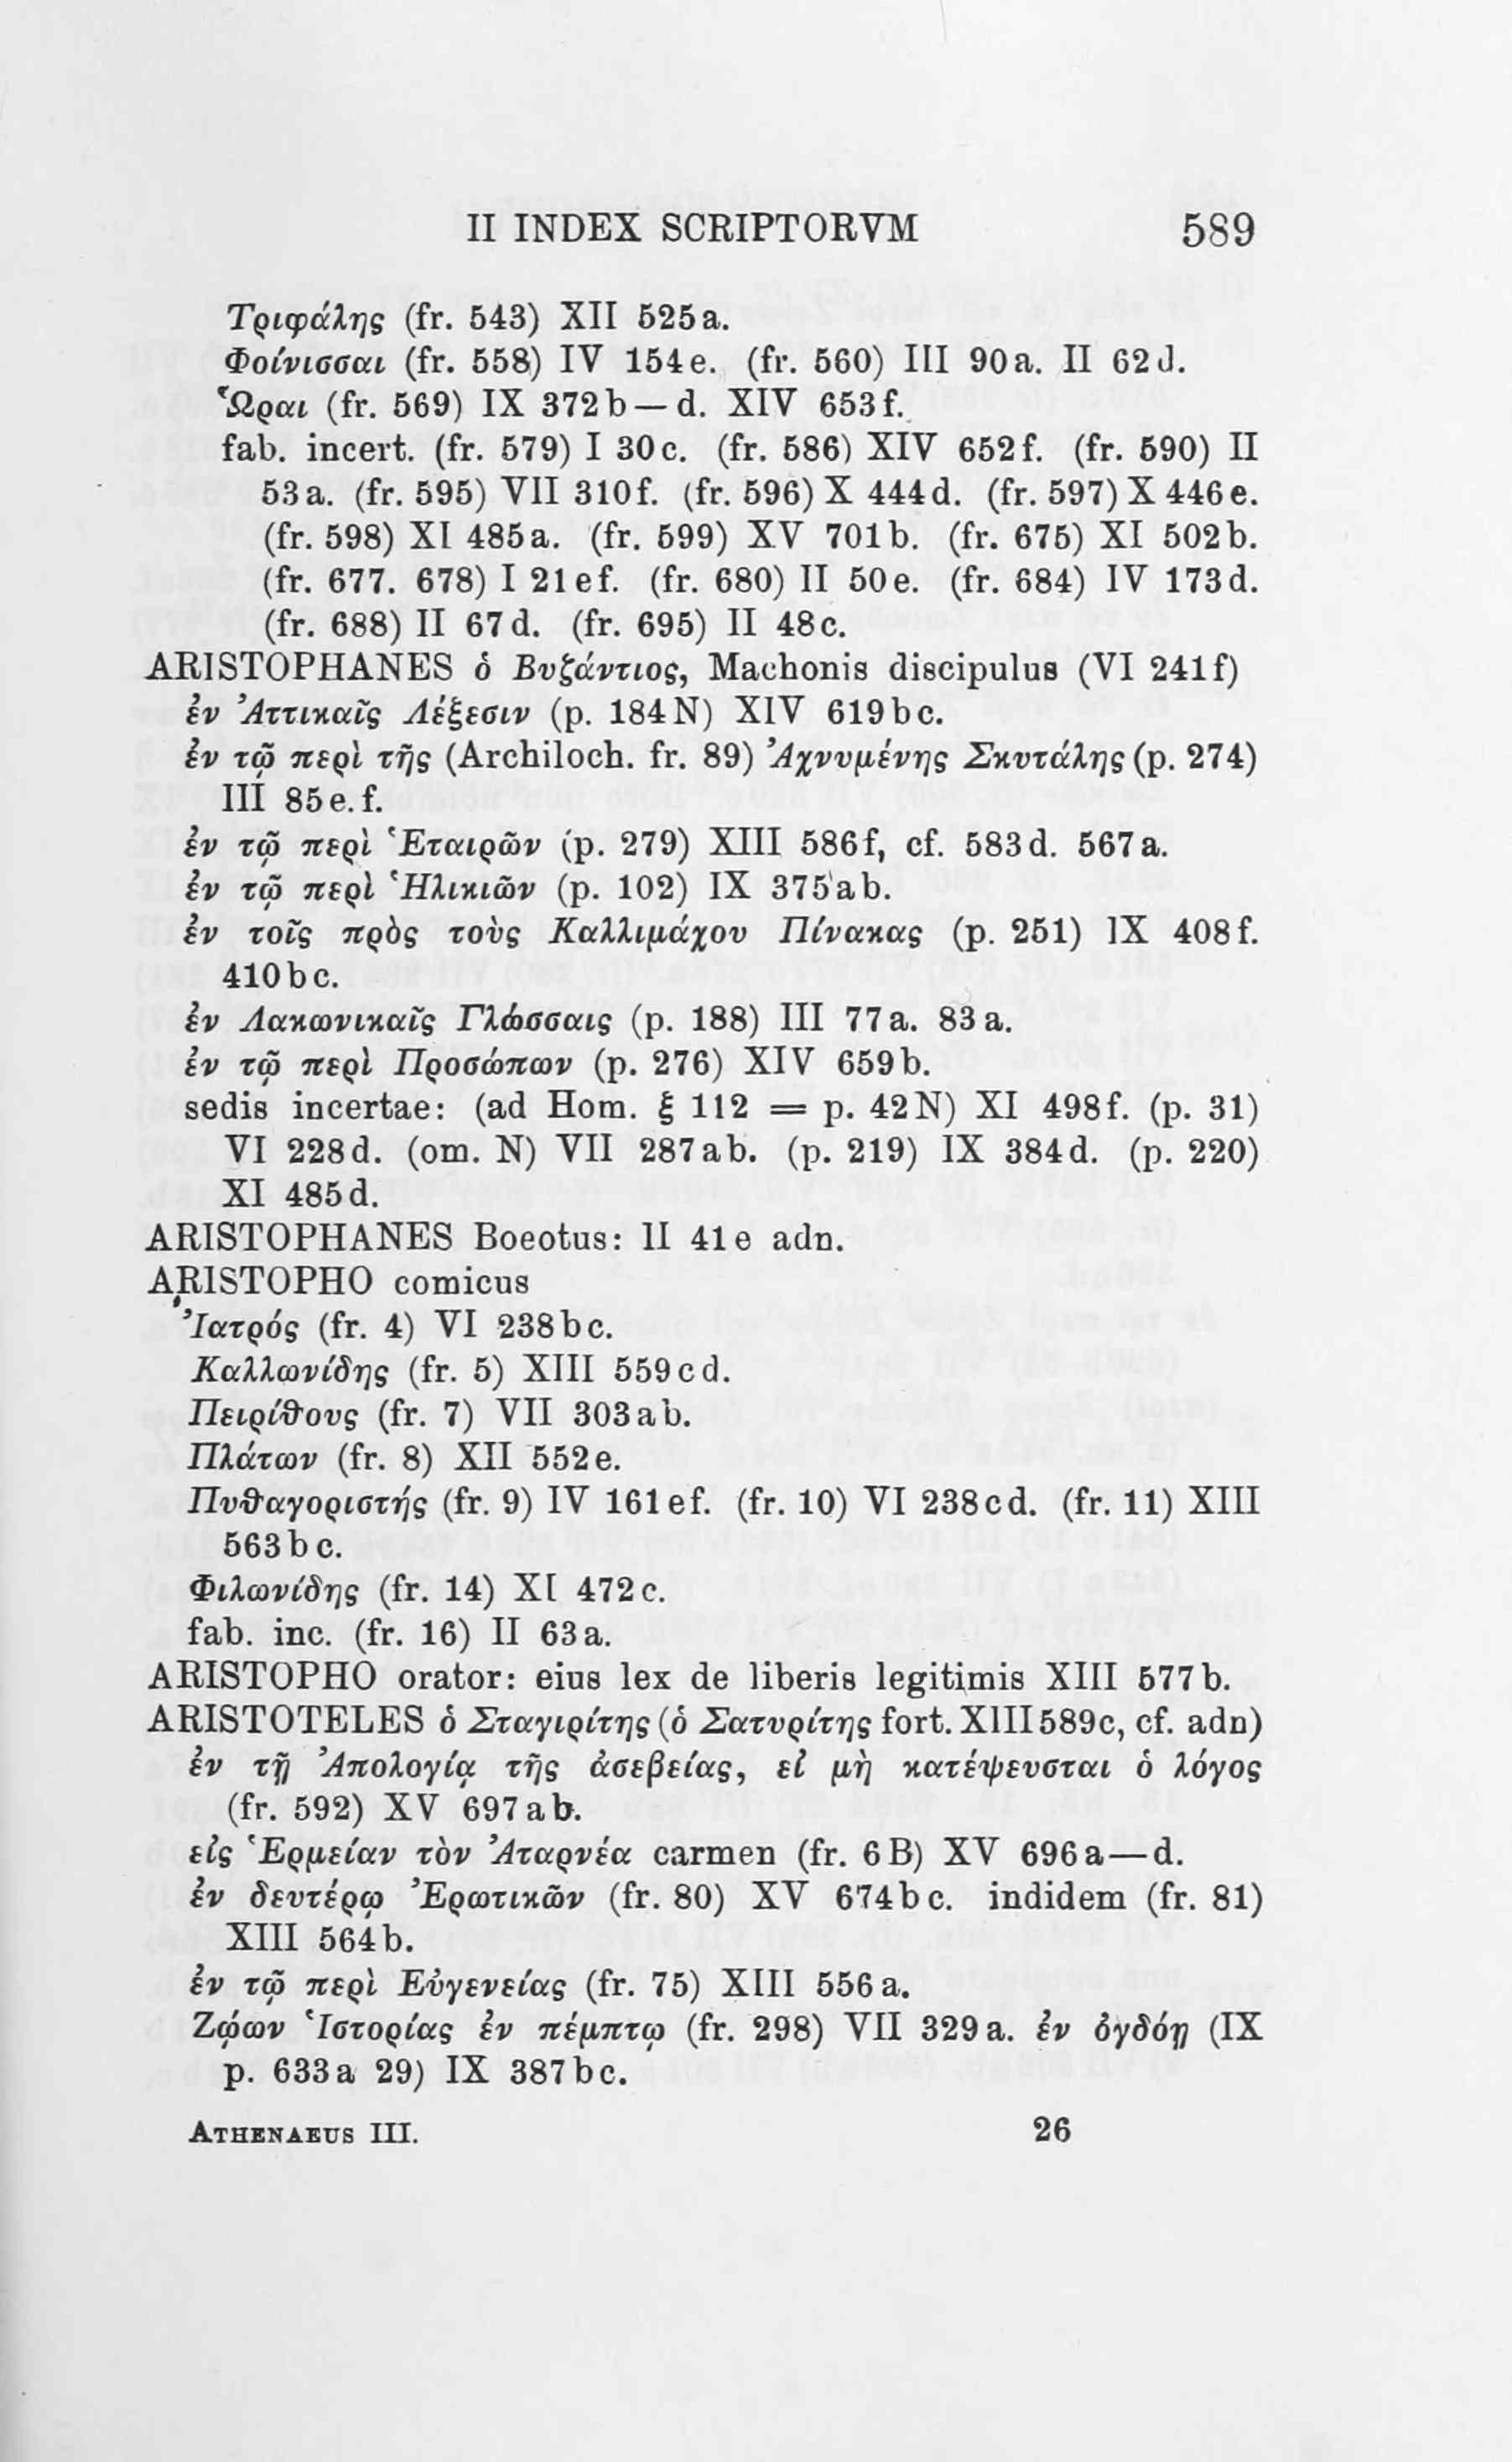 II INDEX SCRIPTORVM 589
Τριφάλης (fr. 543) XII 525a.
Φοίνισσαι (fr. 558) IV 154e. (fr. 560) III 90a. II 62d.
Ὧραι (fr. 569) IX 372b—d. XIV 653f.
fab. incert. (fr. 579) I 30c. (fr. 586) XIV 652f. (fr. 590) II
53a. (fr. 595) VII 310f. (fr. 596) X 444d. (fr. 597) X 446e.
(fr. 598) XI 485a. (fr. 599) XV 701b. (fr. 675) XI 502b.
(fr. 677. 678) I 21ef. (fr. 680) II 50e. (fr. 684) IV 173d.
(fr. 688) II 67d. (fr. 695) II 48c.
ARISTOPHANES ὁ Βυζάντιος, Machonis discipulus (VI 241f)
ἐν Ἀττικαῖς Λέξεσιν (p. 184N) XIV 619bc.
ἐν τῷ περὶ τῆς (Archiloch. fr. 89) Ἀχνυμένης Σκυτάλης (p. 274)
III 85e.f.
ἐν τῷ περὶ Ἑταιρῶν (p. 279) XIII 586f, cf. 583d. 567a.
ἐν τῷ περὶ Ἡλικιῶν (p. 102) IX 375ab.
ἐν τοῖς πρὸς τοὺς Καλλιμάχου Πίνακας (p. 251) IX 408f.
410bc.
ἐν Λακωνικαῖς Γλώσσαις (p. 188) III 77a. 83a.
ἐν τῷ περὶ Προσώπων (p. 276) XIV 659b.
sedis incertae: (ad Hom. ξ 112 = p. 42N) XI 498f. (p. 31)
VI 228d. (om. N) VII 287ab. (p. 219) IX 384d. (p. 220)
XI 485d.
ARISTOPHANES Boeotus: II 41e adn.
ARISTOPHO comicus
Ἰατρός (fr. 4) VI 238bc.
Καλλωνίδης (fr. 5) XIII 559cd.
Πειρίθους (fr. 7) VII 303ab.
Πλάτων (fr. 8) XII 552e.
Πυθαγοριστής (fr. 9) IV 161ef. (fr. 10) VI 238cd. (fr. 11) XIII
563bc.
Φιλωνίδης (fr. 14) XI 472c.
fab. inc. (fr. 16) II 63a.
ARISTOPHO orator: eius lex de liberis legitimis XIII 577b.
ARISTOTELES ὁ Σταγιρίτης (ὁ Σατυρίτης fort. XIII 589c, cf. adn)
ἐν τῇ Ἀπολογίᾳ τῆς ἀσεβείας, εἰ μὴ κατέψευσται ὁ λόγος
(fr. 592) XV 697ab.
εἰς Ἑρμείαν τὸν Ἀταρνέα carmen (fr. 6B) XV 696a—d.
ἐν δευτέρῳ Ἐρωτικῶν (fr. 80) XV 674bc. indidem (fr. 81)
XIII 564b.
ἐν τῷ περὶ Εὐγενείας (fr. 75) XIII 556a.
Ζῴων Ἱστορίας ἐν πέμπτῳ (fr. 298) VII 329a. ἐν ὀγδόῃ (IX
p. 633a 29) IX 387bc.
ATHENAEUS III. 26